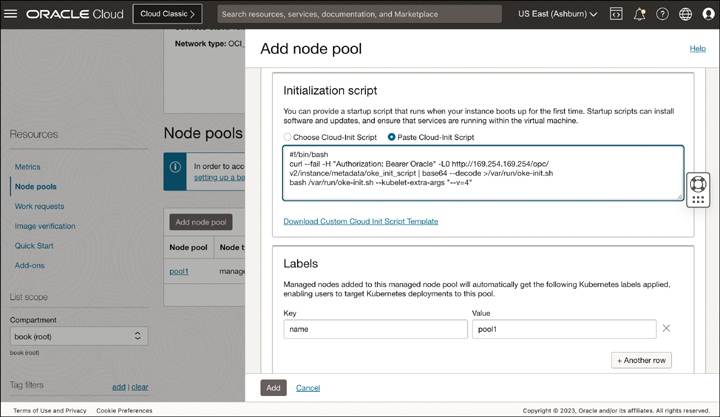 ORACLE Cloud
Cloud Classic >
Search resources, services, documentation, and Marketplace
US East (Ashburn)
Network type: OCI_
Resources
Metrics
Node pools
Work requests
Image verification
Quick Start
Add-ons
List scope
Compartment
book (root)
book (root)
Tag filters
add | clear
Node pools
In order to acce
setting up a ba
Add node pool
Node pool
Node t
pool1
manage
Add node pool
Help
Initialization script
You can provide a startup script that runs when your instance boots up for the first time. Startup scripts can install
software and updates, and ensure that services are running within the virtual machine.
Choose Cloud-Init Script
Paste Cloud-Init Script
#!/bin/bash
curl --fail -H "Authorization: Bearer Oracle" -L0 http://169.254.169.254/opc/
v2/instance/metadata/oke_init_script | base64 --decode >/var/run/oke-init.sh
bash /var/run/oke-init.sh --kubelet-extra-args "--v=4"
Download Custom Cloud Init Script Template
Labels
Managed nodes added to this managed node pool will automatically get the following Kubernetes labels applied,
enabling users to target Kubernetes deployments to this pool.
Key
Value
name
pool1
+ Another row
Add
Cancel
Terms of Use and Privacy
Cookie Preferences
Copyright © 2023, Oracle and/or its affiliates. All rights reserved.